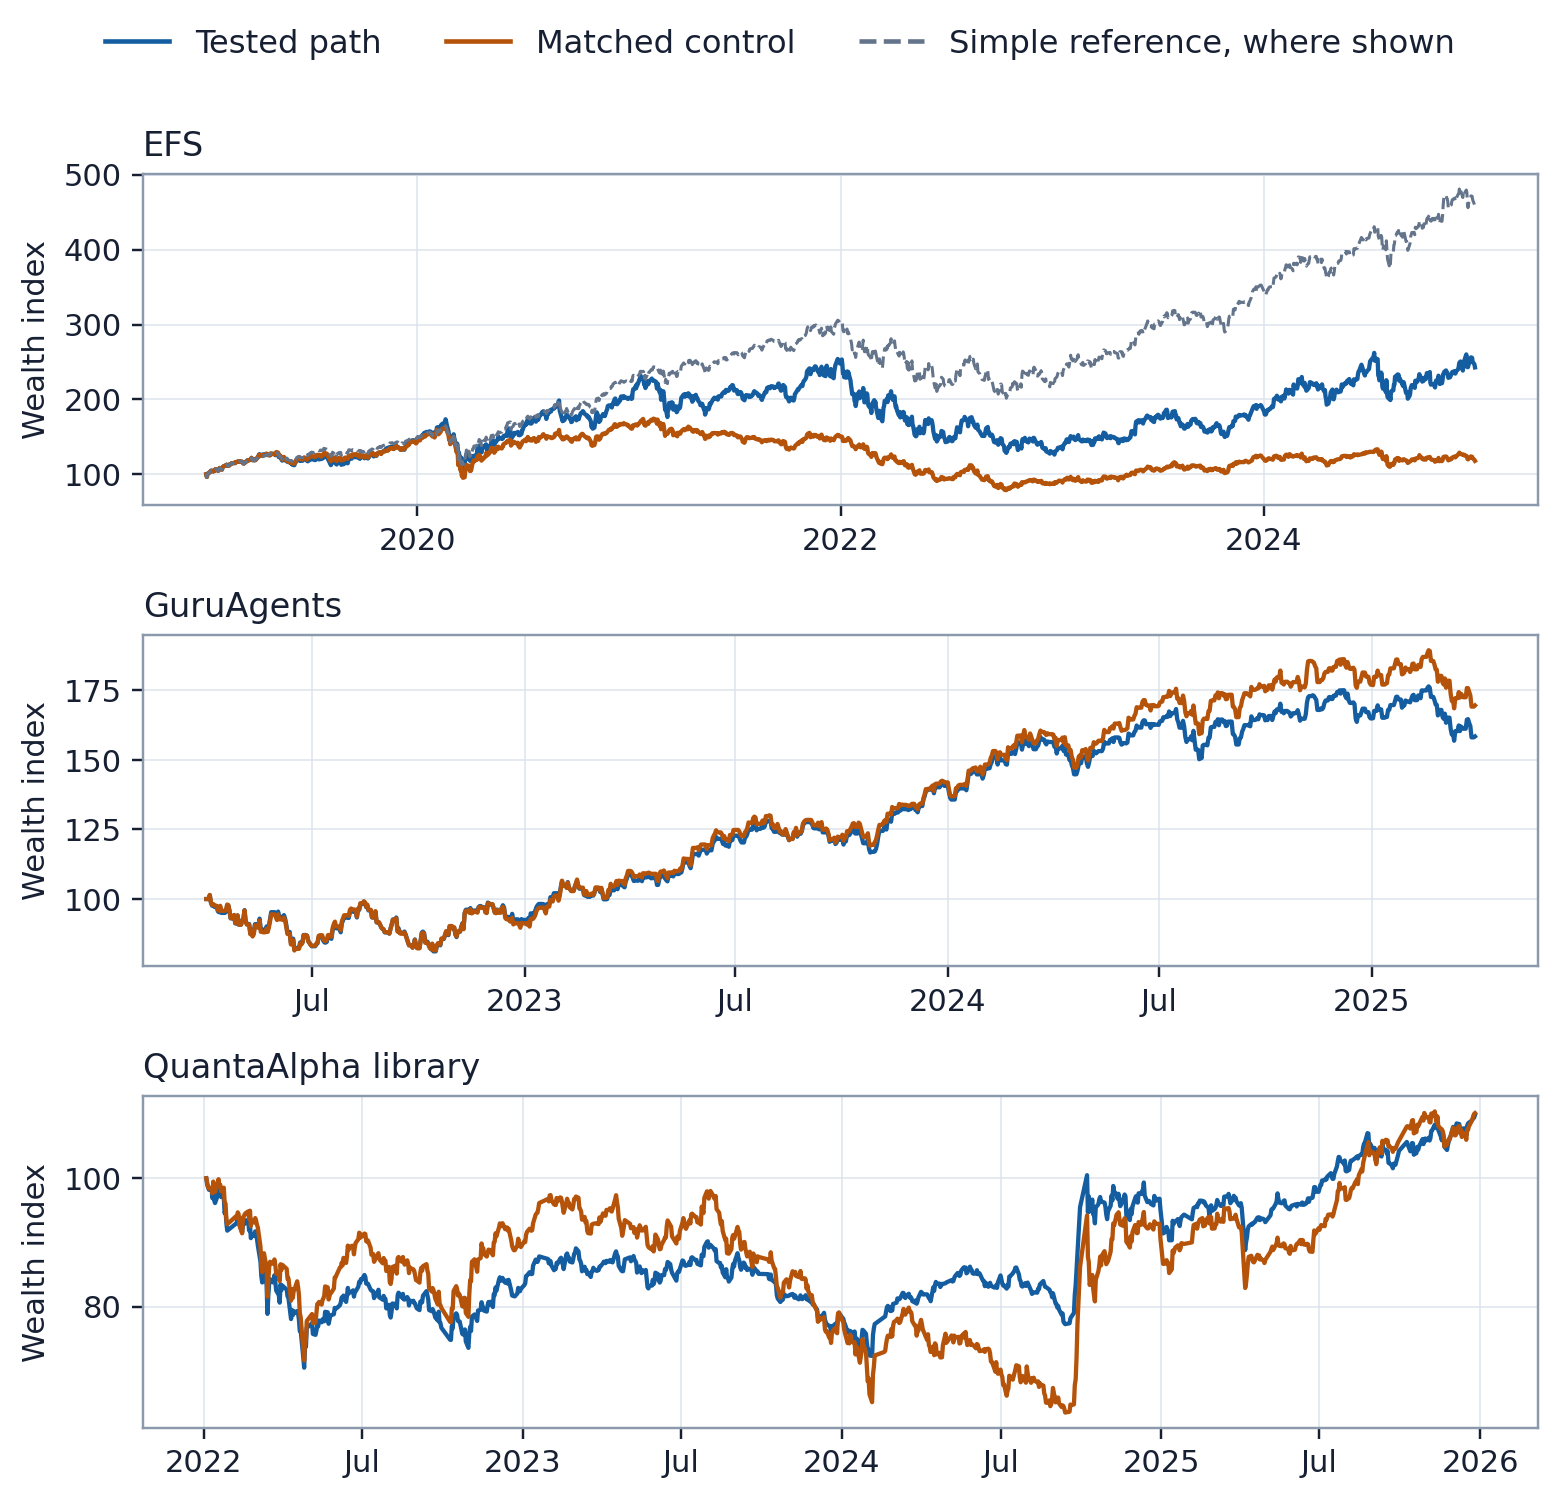 Tested path Matched control Simple reference, where shown
EFS
Wealth index
500
400
300
200
100
2020 2022 2024
GuruAgents
Wealth index
175
150
125
100
Jul 2023 Jul 2024 Jul 2025
QuantaAlpha library
Wealth index
100
80
2022 Jul 2023 Jul 2024 Jul 2025 Jul 2026